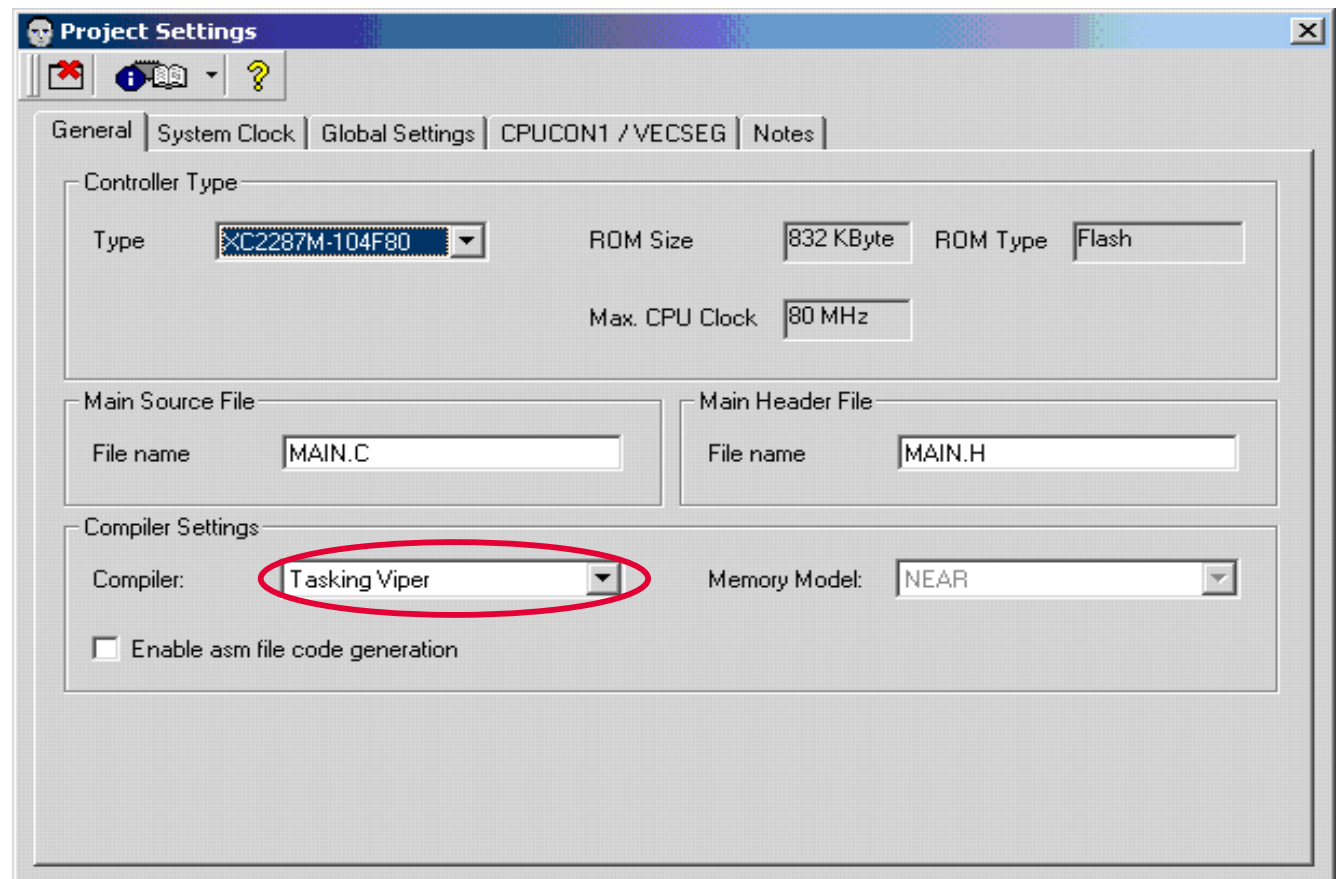 Project Settings
General System Clock Global Settings CPUCON1 / VECSEG Notes
Controller Type
Type XC2287M-104F80 ROM Size 832 KByte ROM Type Flash
Max. CPU Clock 80 MHz
Main Source File Main Header File
File name MAIN.C File name MAIN.H
Compiler Settings
Compiler: Tasking Viper Memory Model: NEAR
Enable asm file code generation